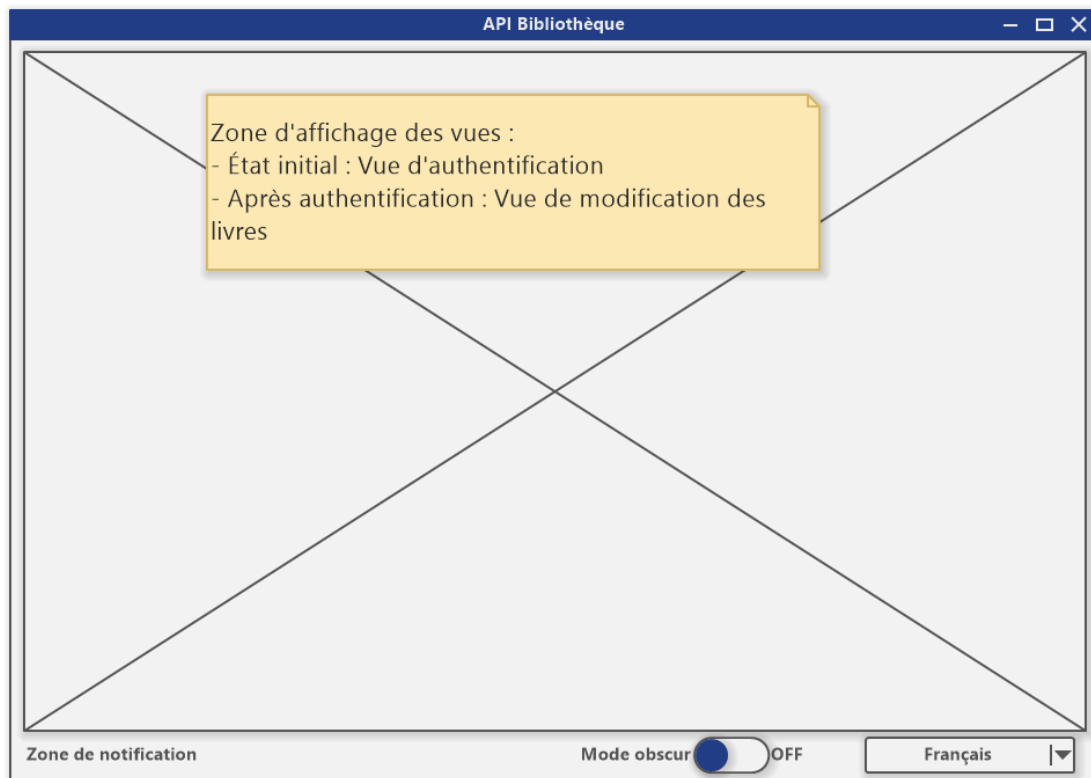 API Bibliothèque
Zone d'affichage des vues :
- État initial : Vue d'authentification
- Après authentification : Vue de modification des
livres
Zone de notification
Mode obscur OFF
Français